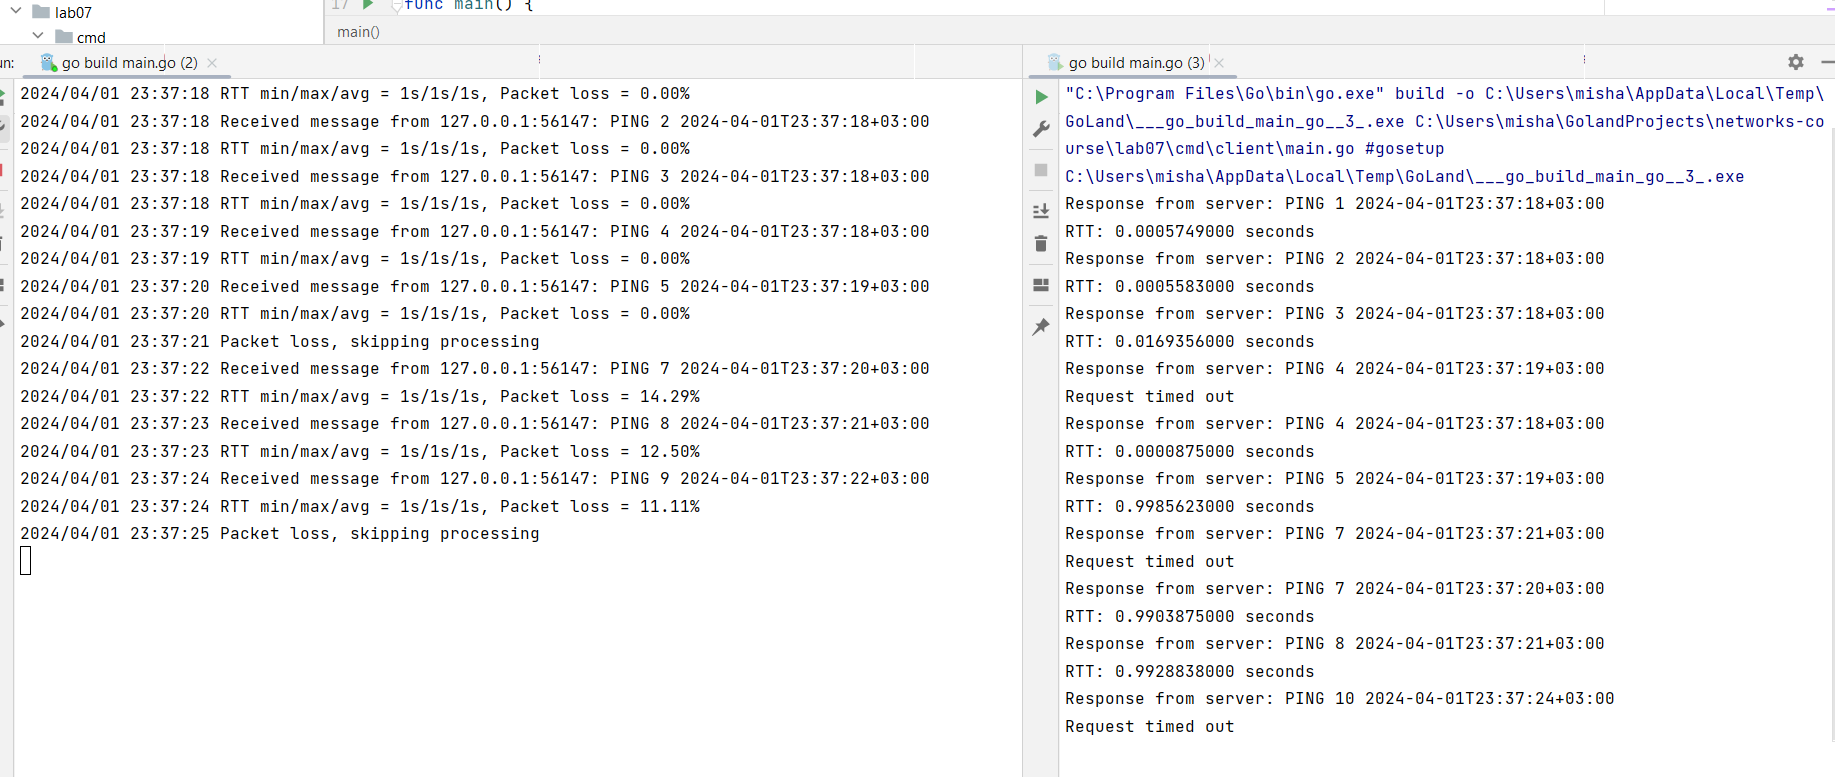 lab07
cmd
17 func main() {
main()
un:
go build main.go (2)
2024/04/01 23:37:18 RTT min/max/avg = 1s/1s/1s, Packet loss = 0.00%
2024/04/01 23:37:18 Received message from 127.0.0.1:56147: PING 2 2024-04-01T23:37:18+03:00
2024/04/01 23:37:18 RTT min/max/avg = 1s/1s/1s, Packet loss = 0.00%
2024/04/01 23:37:18 Received message from 127.0.0.1:56147: PING 3 2024-04-01T23:37:18+03:00
2024/04/01 23:37:18 RTT min/max/avg = 1s/1s/1s, Packet loss = 0.00%
2024/04/01 23:37:19 Received message from 127.0.0.1:56147: PING 4 2024-04-01T23:37:18+03:00
2024/04/01 23:37:19 RTT min/max/avg = 1s/1s/1s, Packet loss = 0.00%
2024/04/01 23:37:20 Received message from 127.0.0.1:56147: PING 5 2024-04-01T23:37:19+03:00
2024/04/01 23:37:20 RTT min/max/avg = 1s/1s/1s, Packet loss = 0.00%
2024/04/01 23:37:21 Packet loss, skipping processing
2024/04/01 23:37:22 Received message from 127.0.0.1:56147: PING 7 2024-04-01T23:37:20+03:00
2024/04/01 23:37:22 RTT min/max/avg = 1s/1s/1s, Packet loss = 14.29%
2024/04/01 23:37:23 Received message from 127.0.0.1:56147: PING 8 2024-04-01T23:37:21+03:00
2024/04/01 23:37:23 RTT min/max/avg = 1s/1s/1s, Packet loss = 12.50%
2024/04/01 23:37:24 Received message from 127.0.0.1:56147: PING 9 2024-04-01T23:37:22+03:00
2024/04/01 23:37:24 RTT min/max/avg = 1s/1s/1s, Packet loss = 11.11%
2024/04/01 23:37:25 Packet loss, skipping processing
go build main.go (3)
"C:\Program Files\Go\bin\go.exe" build -o C:\Users\misha\AppData\Local\Temp\
GoLand\___go_build_main_go__3_.exe C:\Users\misha\GolandProjects\networks-co
urse\lab07\cmd\client\main.go #gosetup
C:\Users\misha\AppData\Local\Temp\GoLand\___go_build_main_go__3_.exe
Response from server: PING 1 2024-04-01T23:37:18+03:00
RTT: 0.0005749000 seconds
Response from server: PING 2 2024-04-01T23:37:18+03:00
RTT: 0.0005583000 seconds
Response from server: PING 3 2024-04-01T23:37:18+03:00
RTT: 0.0169356000 seconds
Response from server: PING 4 2024-04-01T23:37:19+03:00
Request timed out
Response from server: PING 4 2024-04-01T23:37:18+03:00
RTT: 0.0000875000 seconds
Response from server: PING 5 2024-04-01T23:37:19+03:00
RTT: 0.9985623000 seconds
Response from server: PING 7 2024-04-01T23:37:21+03:00
Request timed out
Response from server: PING 7 2024-04-01T23:37:20+03:00
RTT: 0.9903875000 seconds
Response from server: PING 8 2024-04-01T23:37:21+03:00
RTT: 0.9928838000 seconds
Response from server: PING 10 2024-04-01T23:37:24+03:00
Request timed out